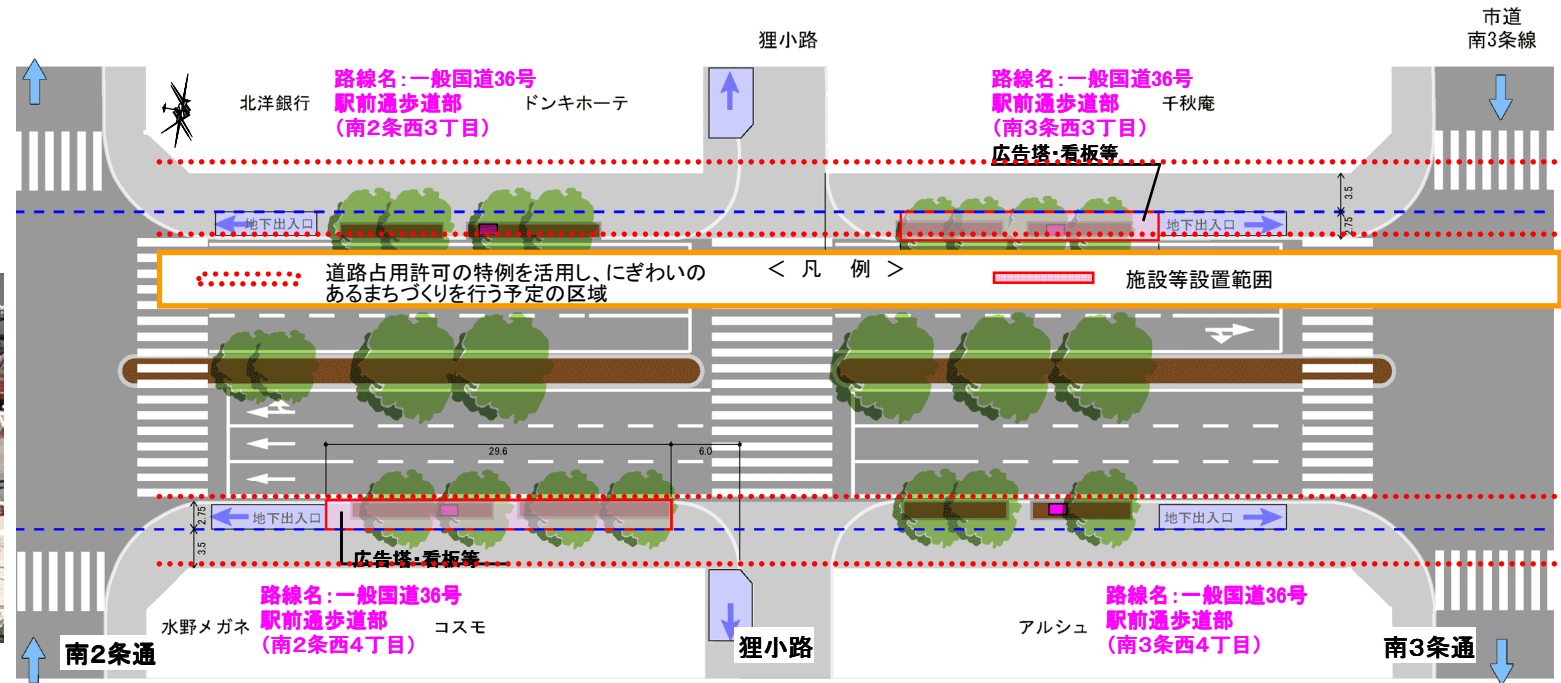 市道
南3条線
狸小路
路線名：一般国道36号
駅前通歩道部
（南2条西3丁目）
北洋銀行
ドンキホーテ
路線名：一般国道36号
駅前通歩道部
（南3条西3丁目）
千秋庵
広告塔・看板等
3.5
2.75
地下出入口
地下出入口
＜ 凡 例 ＞
道路占用許可の特例を活用し、にぎわいの
あるまちづくりを行う予定の区域
施設等設置範囲
29.6
6.0
2.75
3.5
地下出入口
地下出入口
広告塔・看板等
路線名：一般国道36号
駅前通歩道部
（南2条西4丁目）
水野メガネ
コスモ
路線名：一般国道36号
駅前通歩道部
（南3条西4丁目）
アルシュ
南2条通
狸小路
南3条通